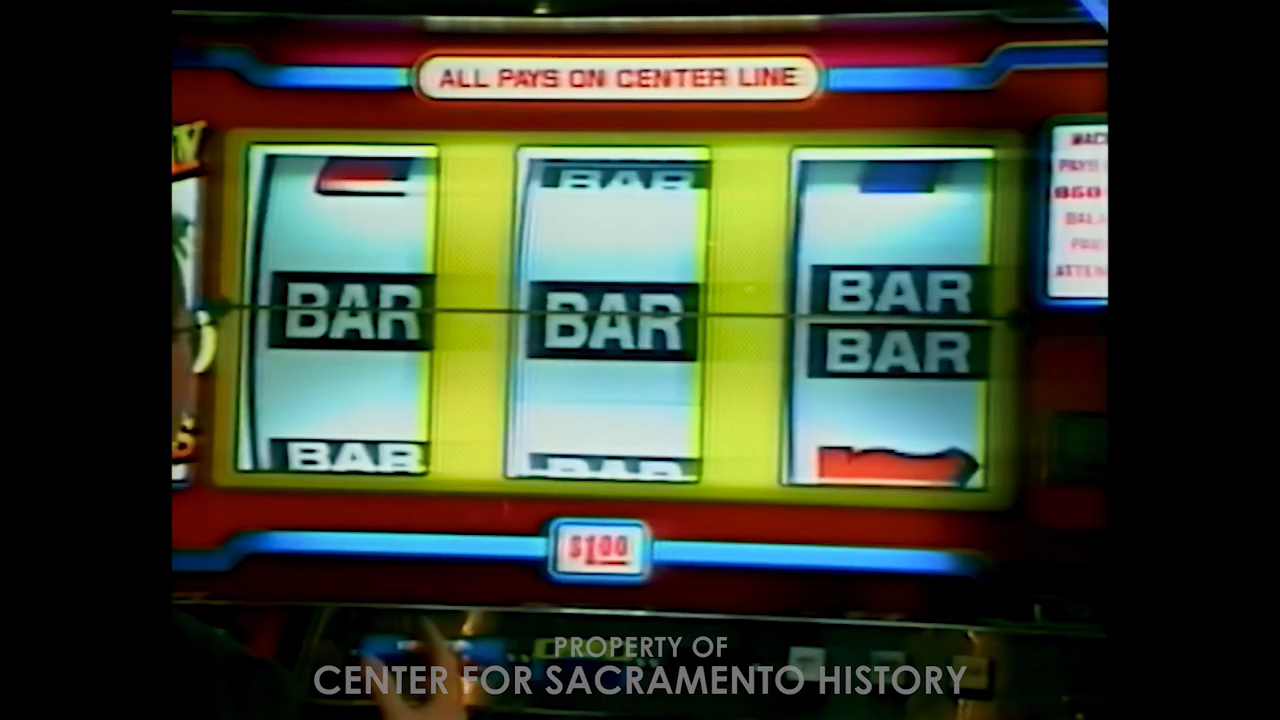 ALL PAYS ON CENTER LINE
BAR
BAR BAR BAR
BAR
BAR BAR
$1.00
PROPERTY OF
CENTER FOR SACRAMENTO HISTORY